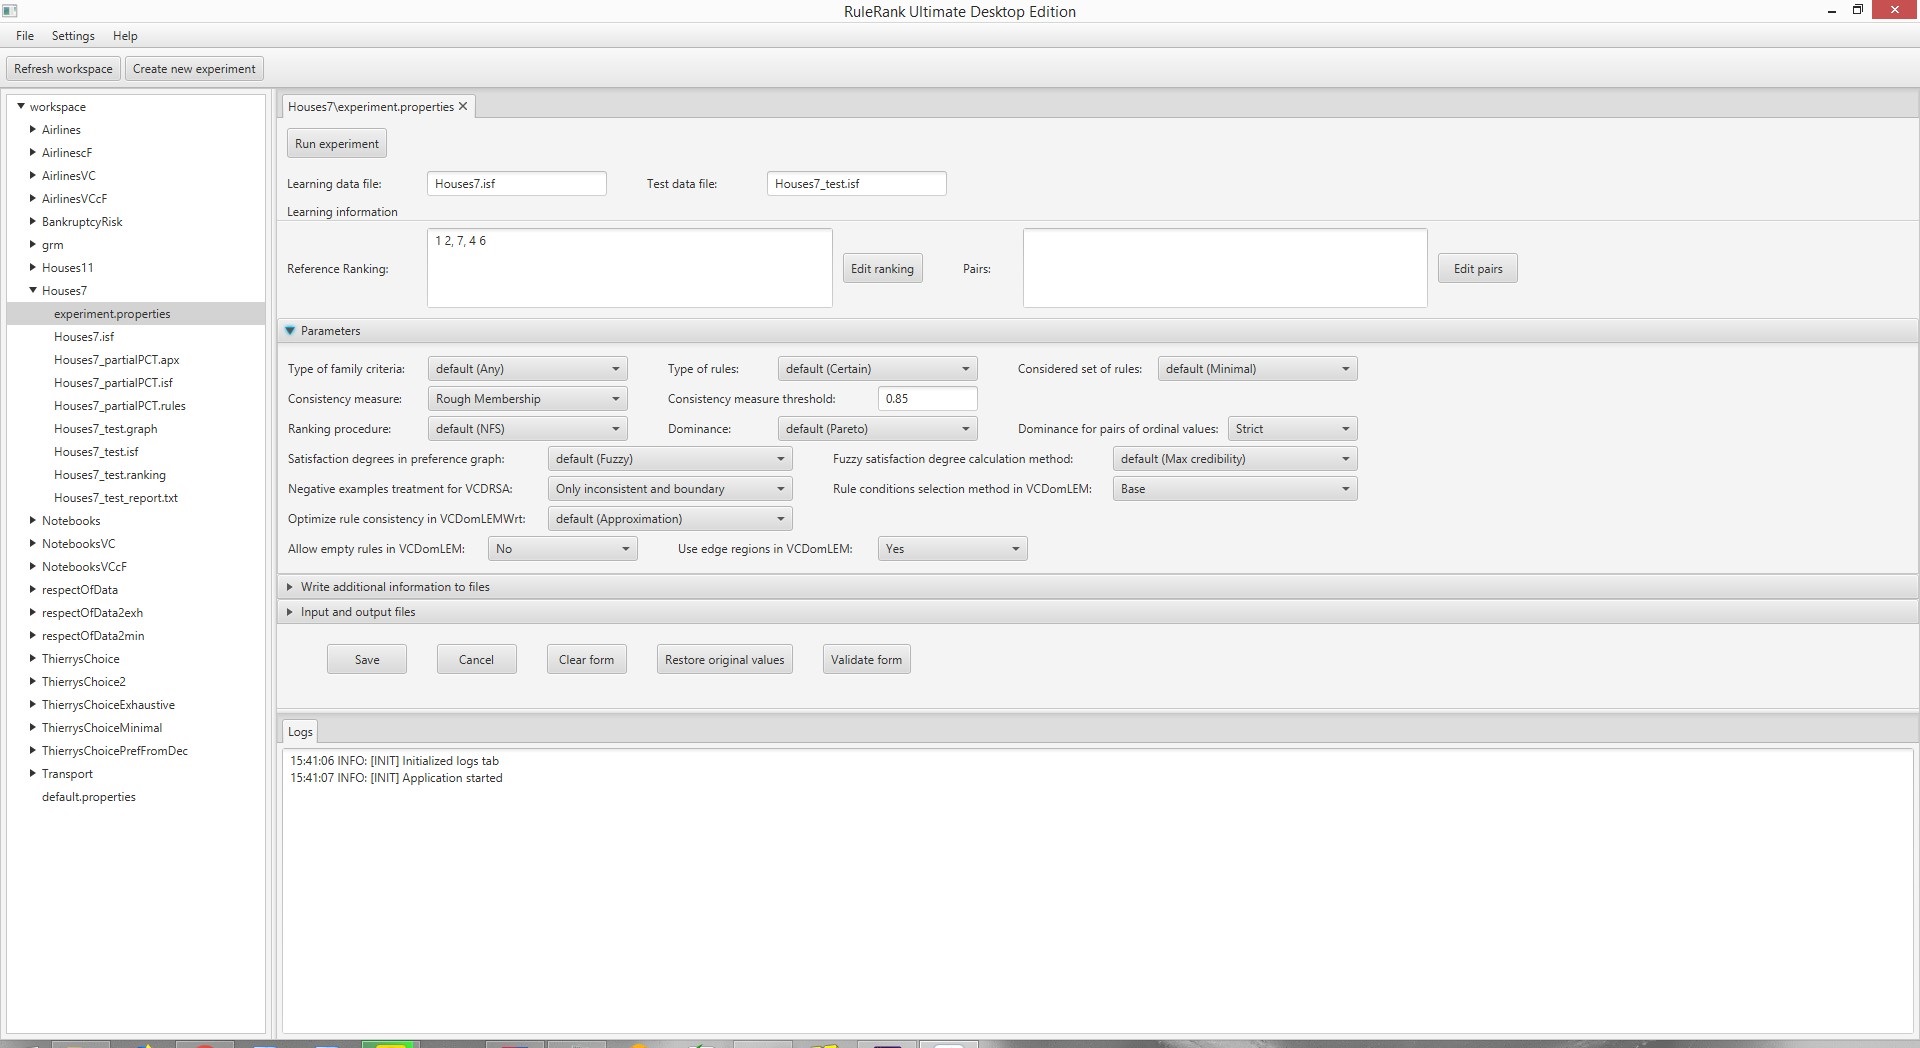 RuleRank Ultimate Desktop Edition
File Settings Help
Refresh workspace Create new experiment
workspace
Airlines
AirlinescF
AirlinesVC
AirlinesVCcF
BankruptcyRisk
grm
Houses11
Houses7
experiment.properties
Houses7.isf
Houses7_partialPCT.apx
Houses7_partialPCT.isf
Houses7_partialPCT.rules
Houses7_test.graph
Houses7_test.isf
Houses7_test.ranking
Houses7_test_report.txt
Notebooks
NotebooksVC
NotebooksVCcF
respectOfData
respectOfData2exh
respectOfData2min
ThierrysChoice
ThierrysChoice2
ThierrysChoiceExhaustive
ThierrysChoiceMinimal
ThierrysChoicePrefFromDec
Transport
default.properties
Houses7\experiment.properties
Run experiment
Learning data file: Houses7.isf Test data file: Houses7_test.isf
Learning information
Reference Ranking: 1 2, 7, 4 6 Edit ranking Pairs: Edit pairs
Parameters
Type of family criteria: default (Any) Type of rules: default (Certain) Considered set of rules: default (Minimal)
Consistency measure: Rough Membership Consistency measure threshold: 0.85
Ranking procedure: default (NFS) Dominance: default (Pareto) Dominance for pairs of ordinal values: Strict
Satisfaction degrees in preference graph: default (Fuzzy) Fuzzy satisfaction degree calculation method: default (Max credibility)
Negative examples treatment for VCDRSA: Only inconsistent and boundary Rule conditions selection method in VCDomLEM: Base
Optimize rule consistency in VCDomLEMWrt: default (Approximation)
Allow empty rules in VCDomLEM: No Use edge regions in VCDomLEM: Yes
Write additional information to files
Input and output files
Save Cancel Clear form Restore original values Validate form
Logs
15:41:06 INFO: [INIT] Initialized logs tab
15:41:07 INFO: [INIT] Application started